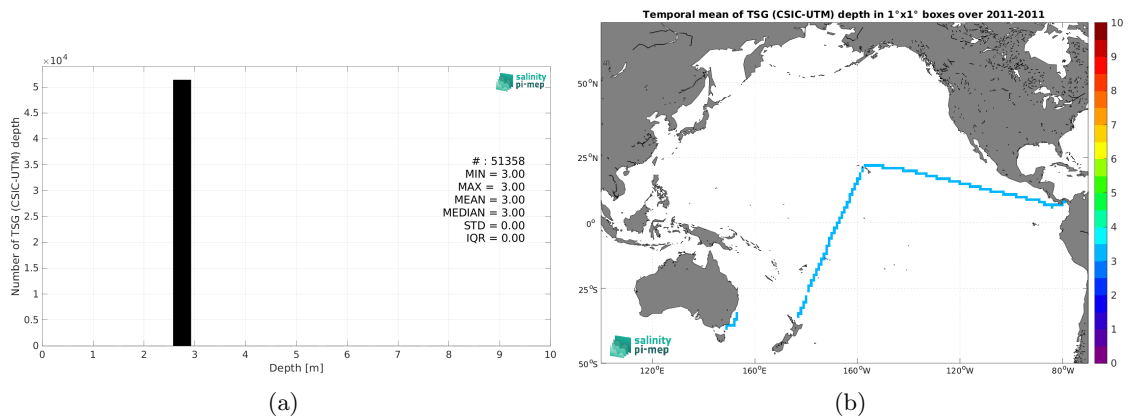 ×10⁴
5
4.5
4
3.5
3
2.5
2
1.5
1
0.5
0
Number of TSG (CSIC-UTM) depth
salinity
pi-mep
# : 51358
MIN = 3.00
MAX = 3.00
MEAN = 3.00
MEDIAN = 3.00
STD = 0.00
IQR = 0.00
0 1 2 3 4 5 6 7 8 9 10
Depth [m]
(a)
Temporal mean of TSG (CSIC-UTM) depth in 1°x1° boxes over 2011-2011
50°N
25°N
0°
25°S
50°S
120°E 160°E 160°W 120°W 80°W
salinity
pi-mep
10
9
8
7
6
5
4
3
2
1
0
(b)